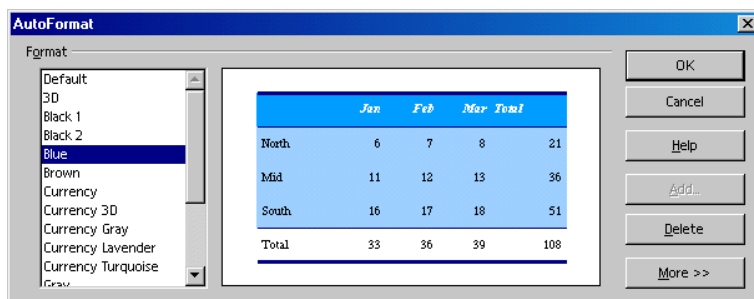 AutoFormat
Format
Default
3D
Black 1
Black 2
Blue
Brown
Currency
Currency 3D
Currency Gray
Currency Lavender
Currency Turquoise
Gray
Jan Feb Mar Total
North 6 7 8 21
Mid 11 12 13 36
South 16 17 18 51
Total 33 36 39 108
OK
Cancel
Help
Add...
Delete
More >>